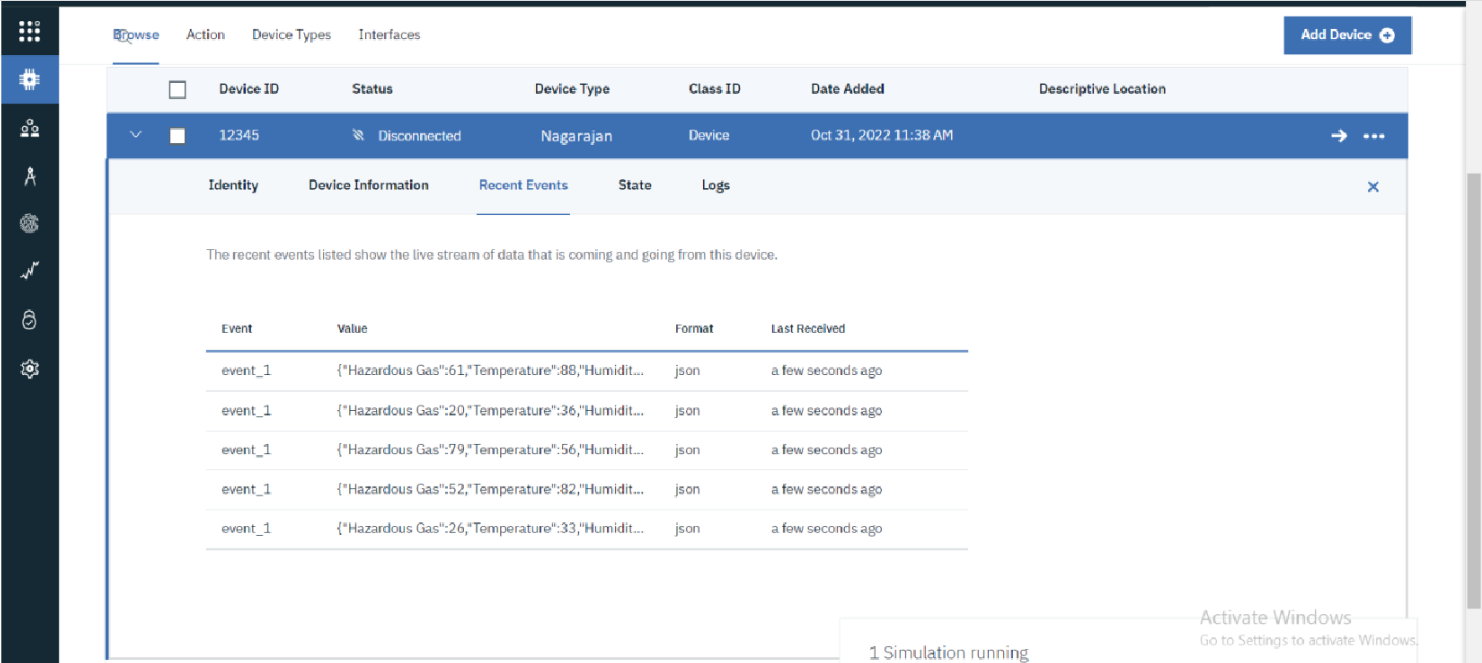 Browse Action Device Types Interfaces Add Device
Device ID Status Device Type Class ID Date Added Descriptive Location
12345 Disconnected Nagarajan Device Oct 31, 2022 11:38 AM
Identity Device Information Recent Events State Logs
The recent events listed show the live stream of data that is coming and going from this device.
Event Value Format Last Received
event_1 {"Hazardous Gas":61,"Temperature":88,"Humidit... json a few seconds ago
event_1 {"Hazardous Gas":20,"Temperature":36,"Humidit... json a few seconds ago
event_1 {"Hazardous Gas":79,"Temperature":56,"Humidit... json a few seconds ago
event_1 {"Hazardous Gas":52,"Temperature":82,"Humidit... json a few seconds ago
event_1 {"Hazardous Gas":26,"Temperature":33,"Humidit... json a few seconds ago
Activate Windows
Go to Settings to activate Windows.
1 Simulation running